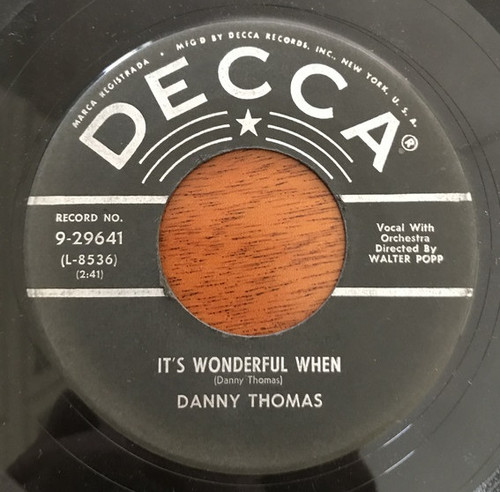 MARCA REGISTRADA • MF'G'D BY DECCA RECORDS, INC., NEW YORK, U. S. A.
DECCA ®
RECORD NO.
9-29641
(L-8536)
(2:41)
Vocal With
Orchestra
Directed By
WALTER POPP
IT'S WONDERFUL WHEN
(Danny Thomas)
DANNY THOMAS